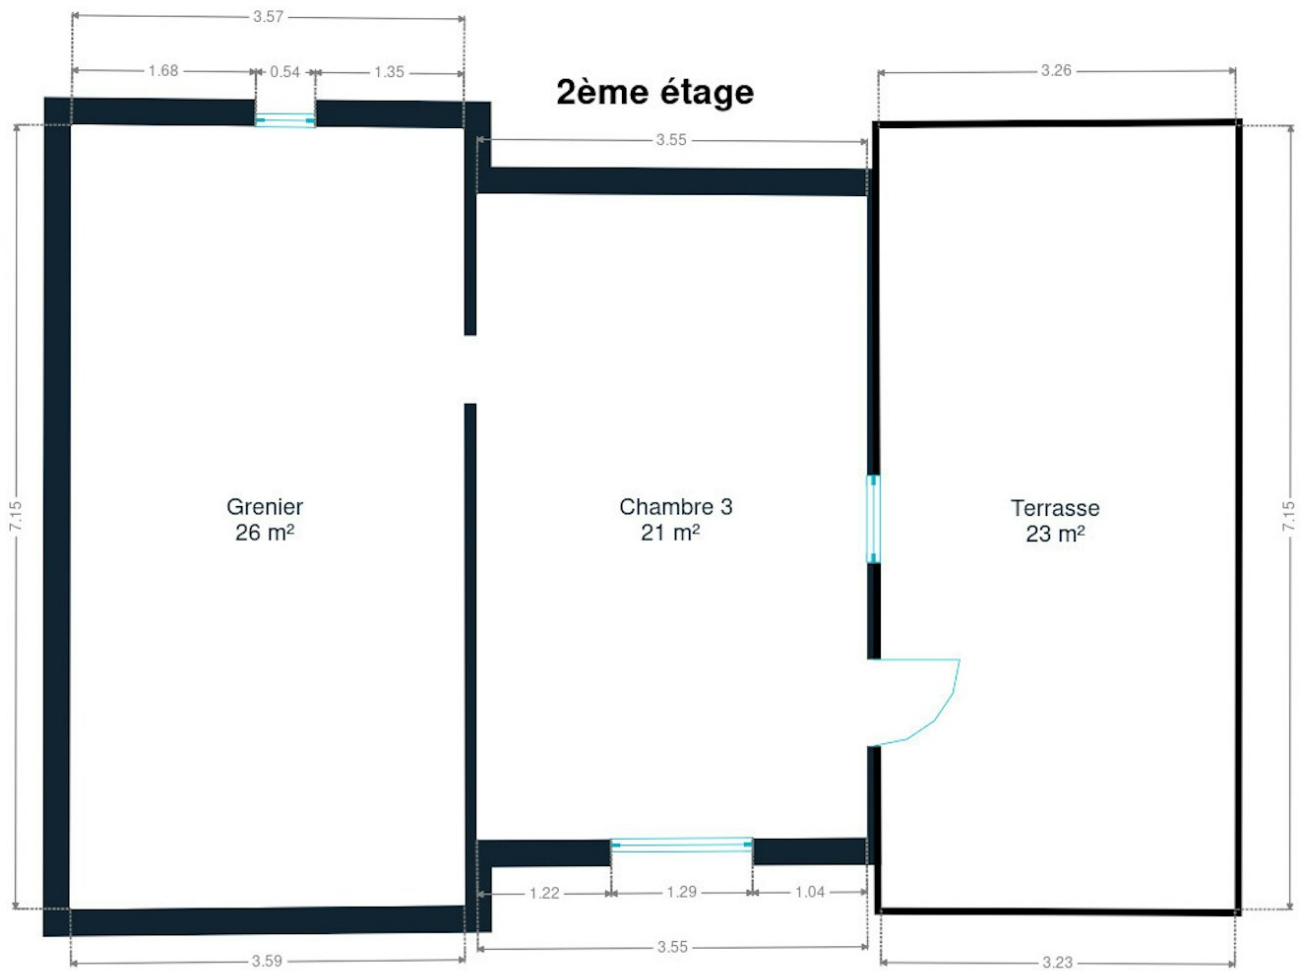 3.57
1.68
0.54
1.35
2ème étage
3.26
3.55
7.15
Grenier
26 m²
Chambre 3
21 m²
Terrasse
23 m²
7.15
1.22
1.29
1.04
3.55
3.59
3.23